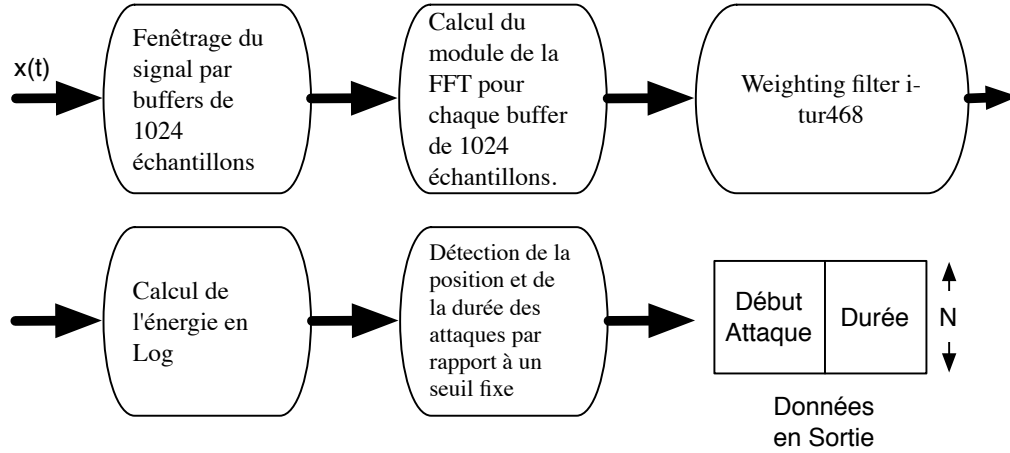 x(t)
Fenêtrage du
signal par
buffers de
1024
échantillons
Calcul du
module de la
FFT pour
chaque buffer
de 1024
échantillons.
Weighting filter i-
tur468
Calcul de
l'énergie en
Log
Détection de la
position et de
la durée des
attaques par
rapport à un
seuil fixe
Début
Attaque
Durée
N
Données
en Sortie